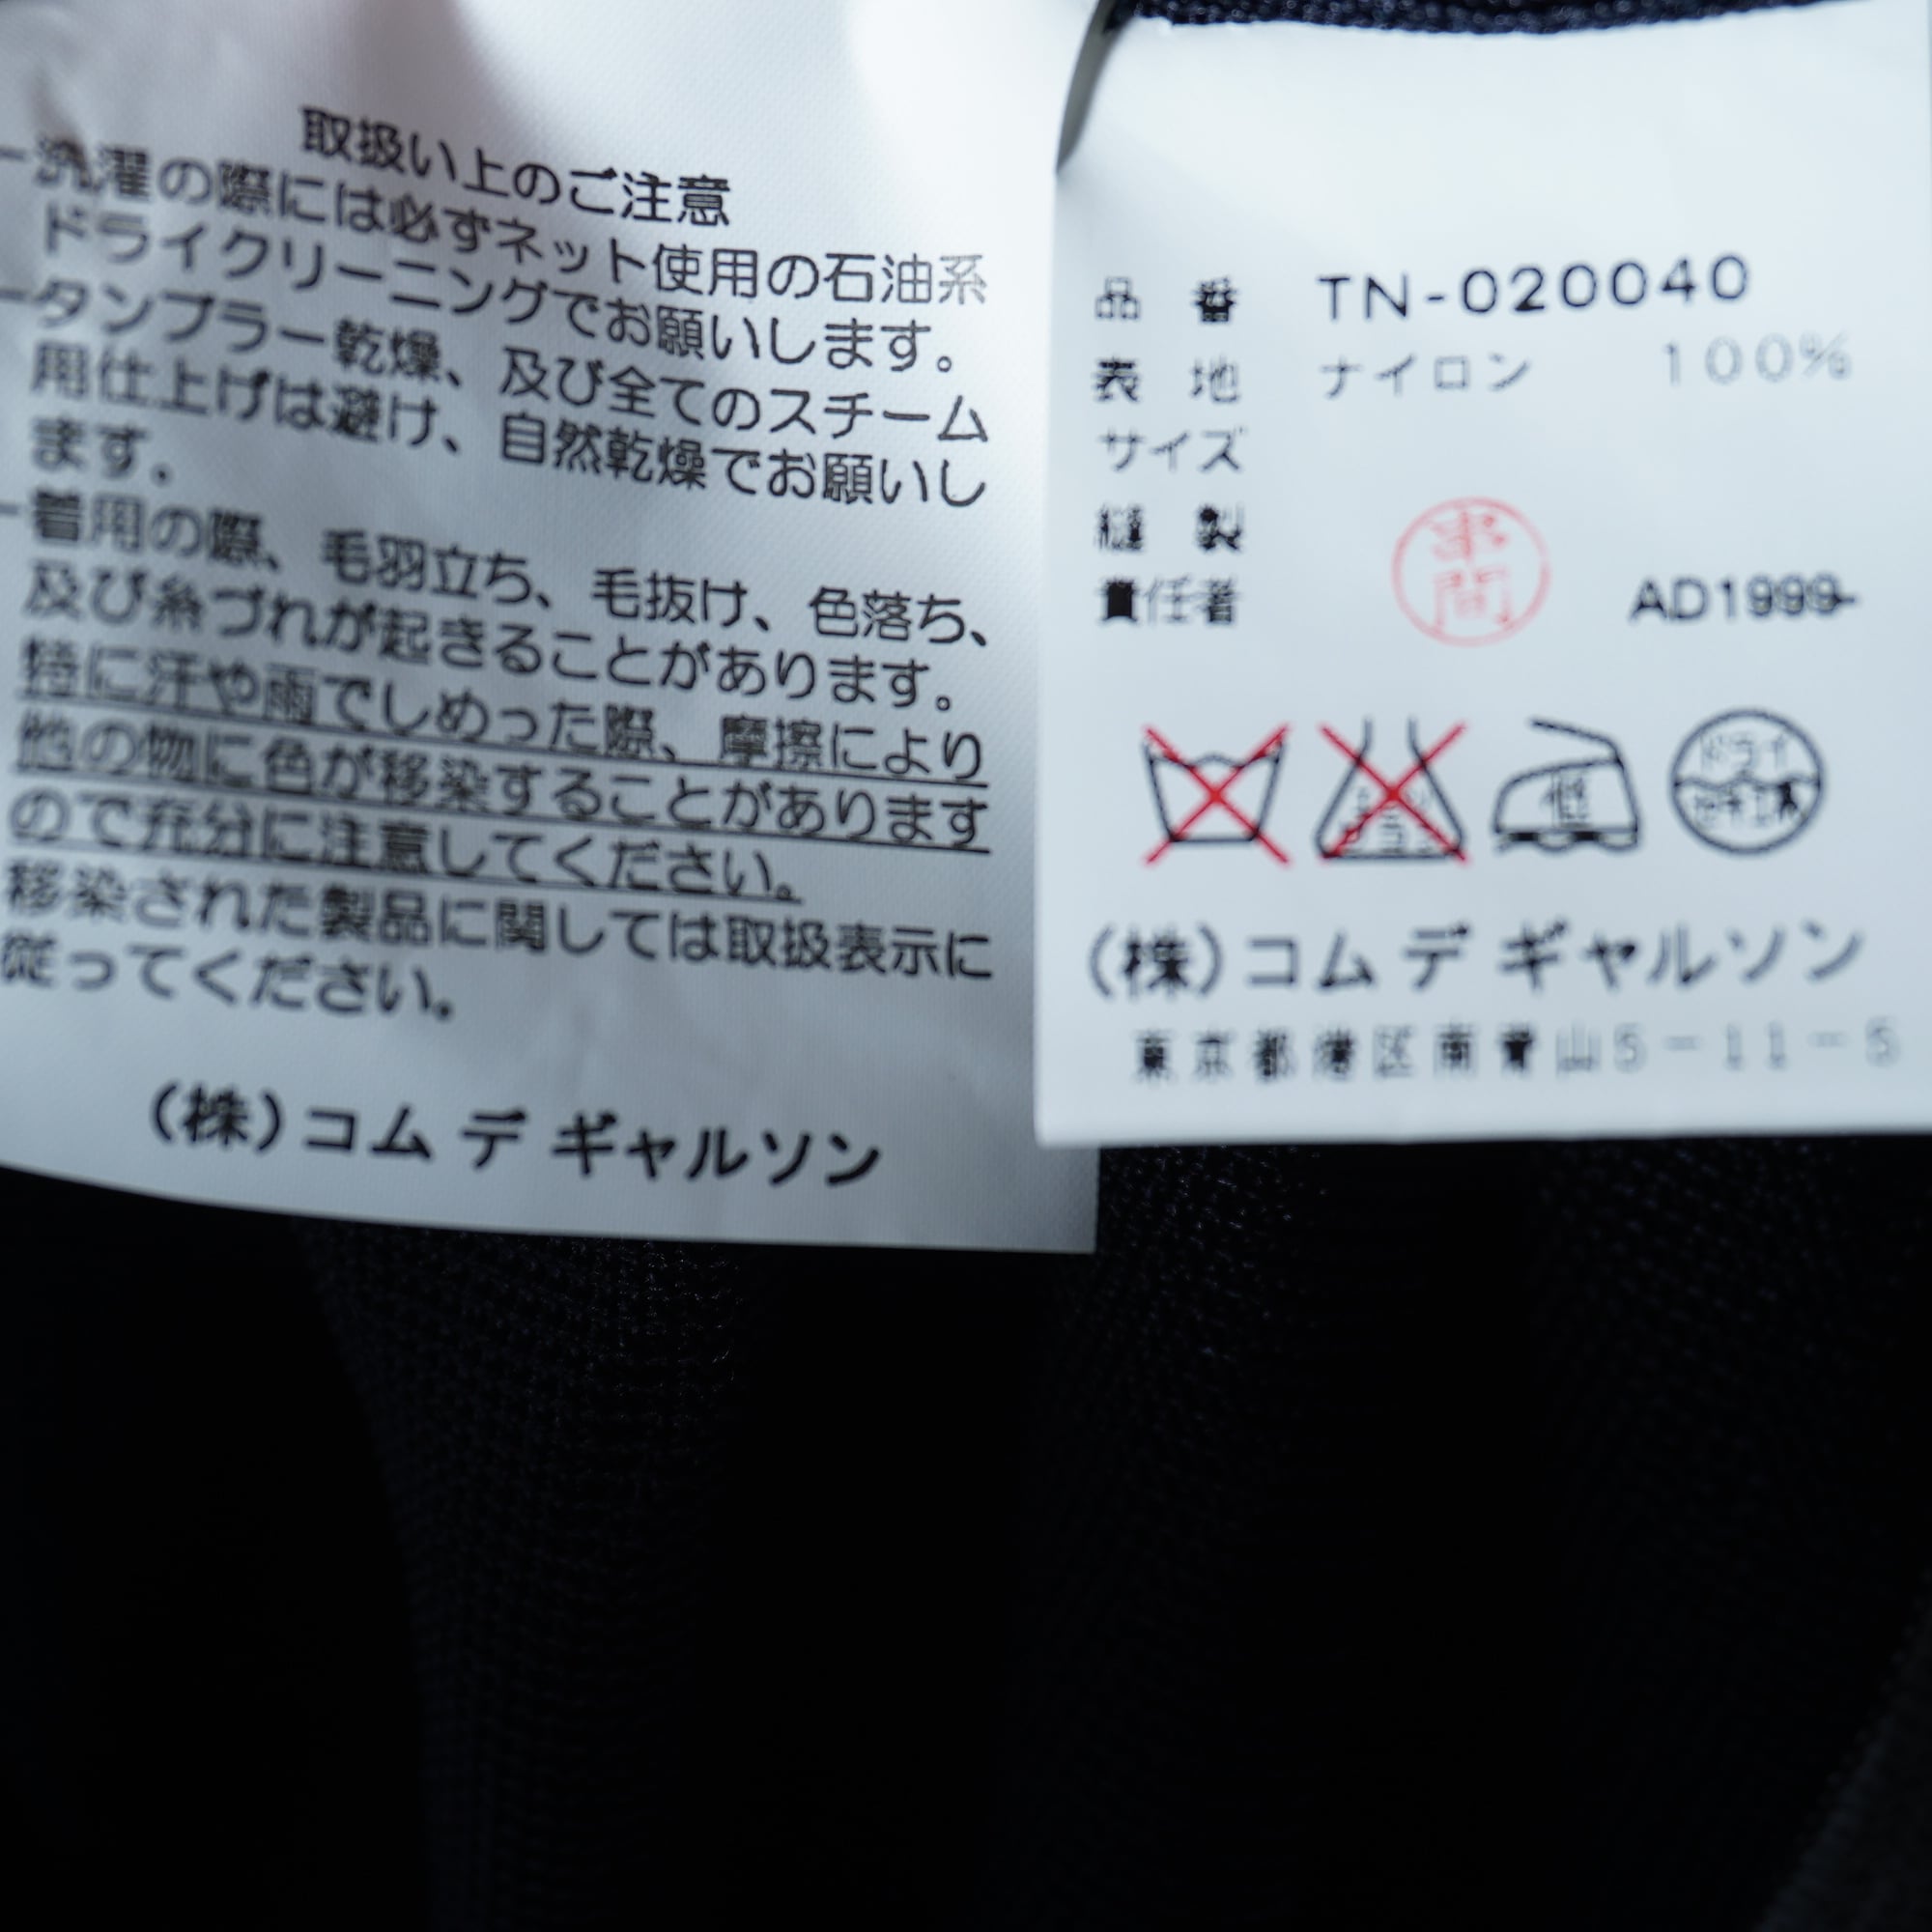 取扱い上のご注意
-洗濯の際には必ずネット使用の石油系
ドライクリーニングでお願いします。
-タンブラー乾燥、及び全てのスチーム
用仕上げは避け、自然乾燥でお願いし
ます。
-着用の際、毛羽立ち、毛抜け、色落ち、
及び糸づれが起きることがあります。
特に汗や雨でしめった際、摩擦により
他の物に色が移染することがあります
ので充分に注意してください。
移染された製品に関しては取扱表示に
従ってください。
(株)コム デ ギャルソン
品 番 TN-020040
表 地 ナイロン 100%
サイズ
縫 製
責任者
AD1999-
低
ドライ
(株)コム デ ギャルソン
東京都港区南青山5-11-5